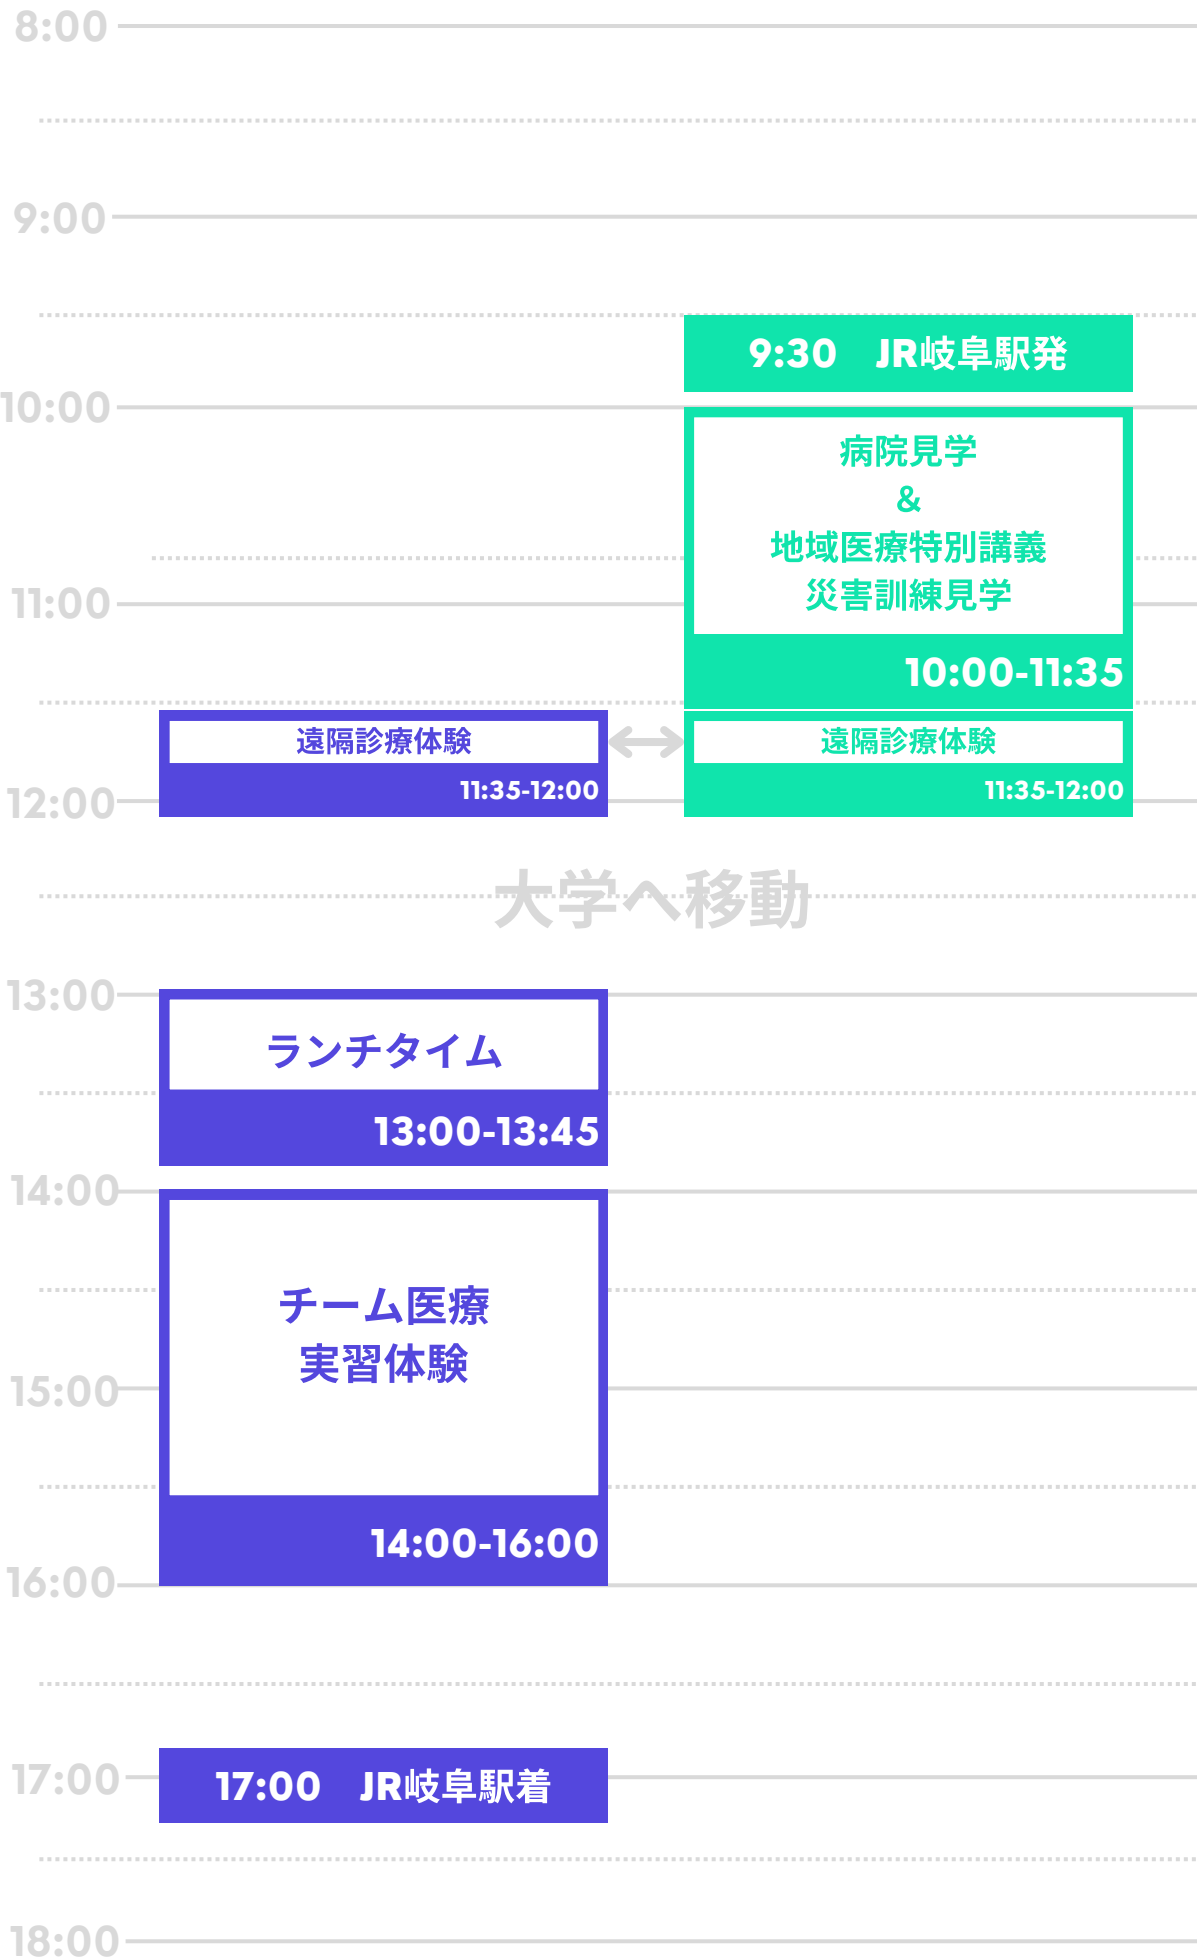 8:00
9:00
9:30 JR岐阜駅発
10:00
病院見学
&
地域医療特別講義
災害訓練見学
11:00
10:00-11:35
遠隔診療体験
11:35-12:00
遠隔診療体験
11:35-12:00
12:00
大学へ移動
13:00
ランチタイム
13:00-13:45
14:00
チーム医療
実習体験
15:00
14:00-16:00
16:00
17:00
17:00 JR岐阜駅着
18:00